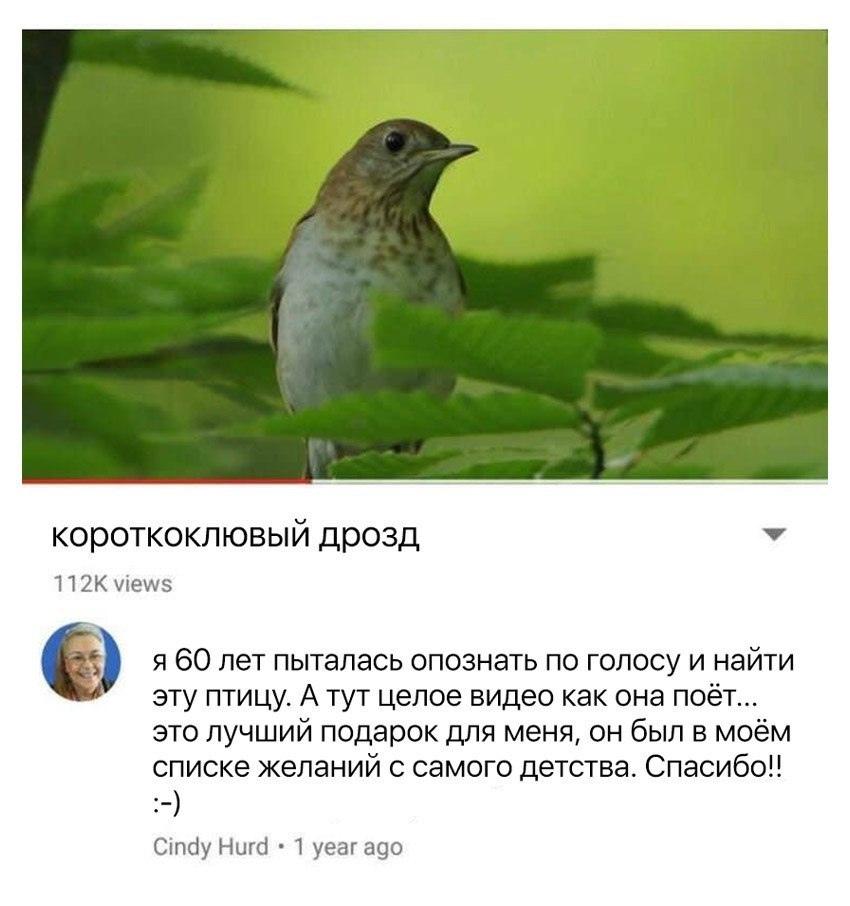 короткоклювый дрозд
112K views
я 60 лет пыталась опознать по голосу и найти
эту птицу. А тут целое видео как она поёт...
это лучший подарок для меня, он был в моём
списке желаний с самого детства. Спасибо!!
:-)
Cindy Hurd • 1 year ago